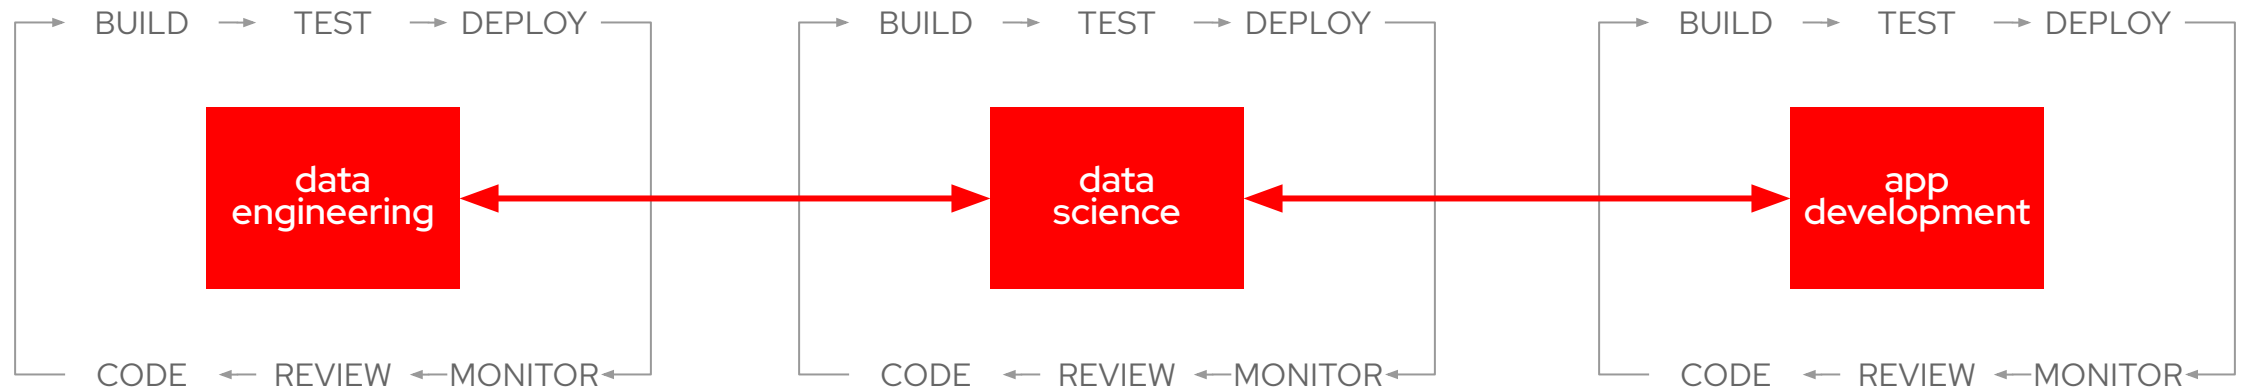 BUILD TEST DEPLOY BUILD TEST DEPLOY BUILD TEST DEPLOY
data
engineering
data
science
app
development
CODE REVIEW MONITOR CODE REVIEW MONITOR CODE REVIEW MONITOR